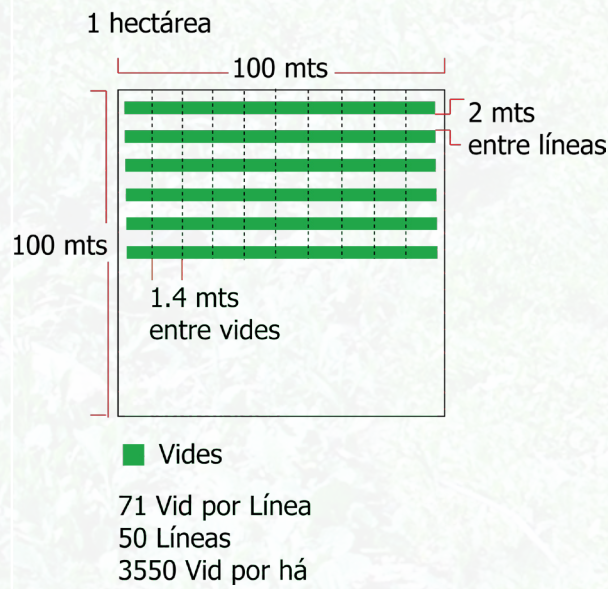 1 hectárea
100 mts
2 mts
entre líneas
100 mts
1.4 mts
entre vides
Vides
71 Vid por Línea
50 Líneas
3550 Vid por há